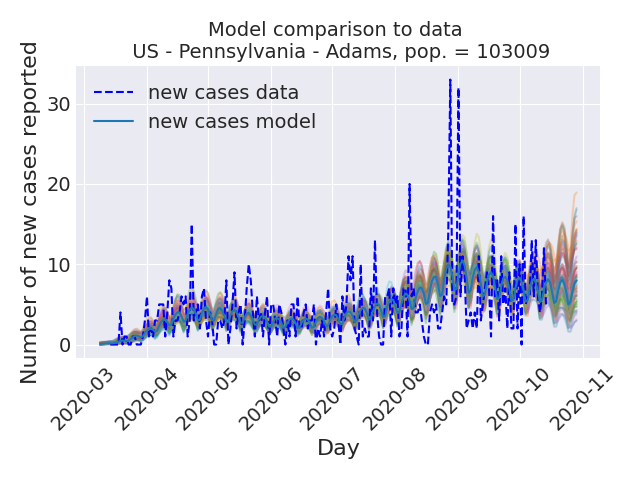 Model comparison to data
US - Pennsylvania - Adams, pop. = 103009
Number of new cases reported
new cases data
new cases model
30
20
10
0
2020-03
2020-04
2020-05
2020-06
2020-07
2020-08
2020-09
2020-10
2020-11
Day